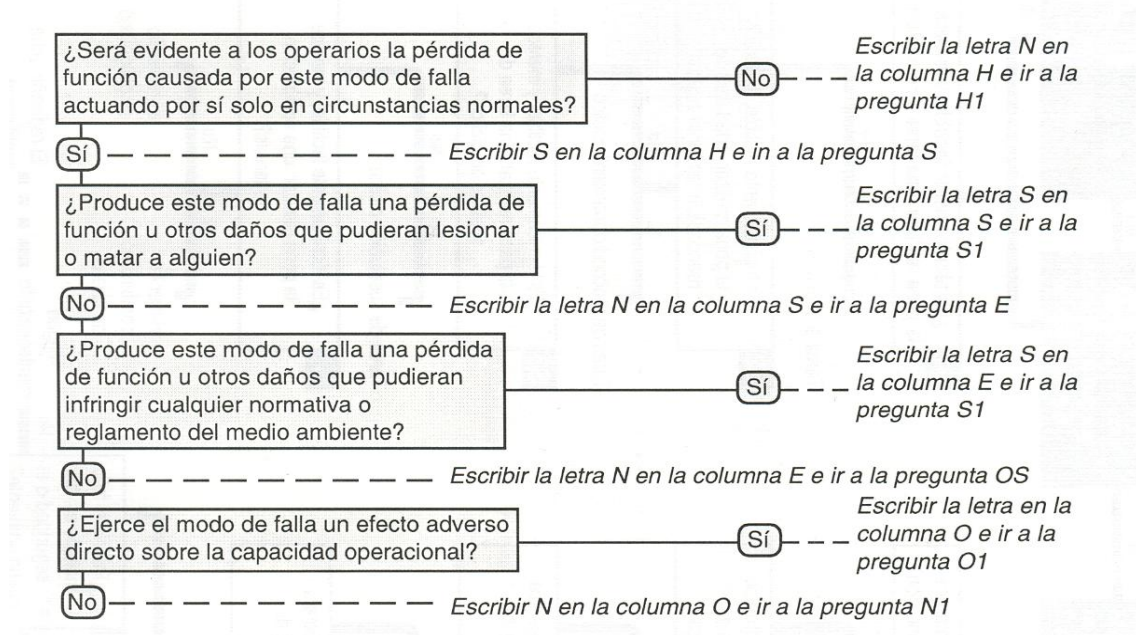 ¿Será evidente a los operarios la pérdida de
función causada por este modo de falla
actuando por sí solo en circunstancias normales?
No
Escribir la letra N en
la columna H e ir a la
pregunta H1
Sí
Escribir S en la columna H e in a la pregunta S
¿Produce este modo de falla una pérdida de
función u otros daños que pudieran lesionar
o matar a alguien?
Sí
Escribir la letra S en
la columna S e ir a la
pregunta S1
No
Escribir la letra N en la columna S e ir a la pregunta E
¿Produce este modo de falla una pérdida
de función u otros daños que pudieran
infringir cualquier normativa o
reglamento del medio ambiente?
Sí
Escribir la letra S en
la columna E e ir a la
pregunta S1
No
Escribir la letra N en la columna E e ir a la pregunta OS
¿Ejerce el modo de falla un efecto adverso
directo sobre la capacidad operacional?
Sí
Escribir la letra en la
columna O e ir a la
pregunta O1
No
Escribir N en la columna O e ir a la pregunta N1